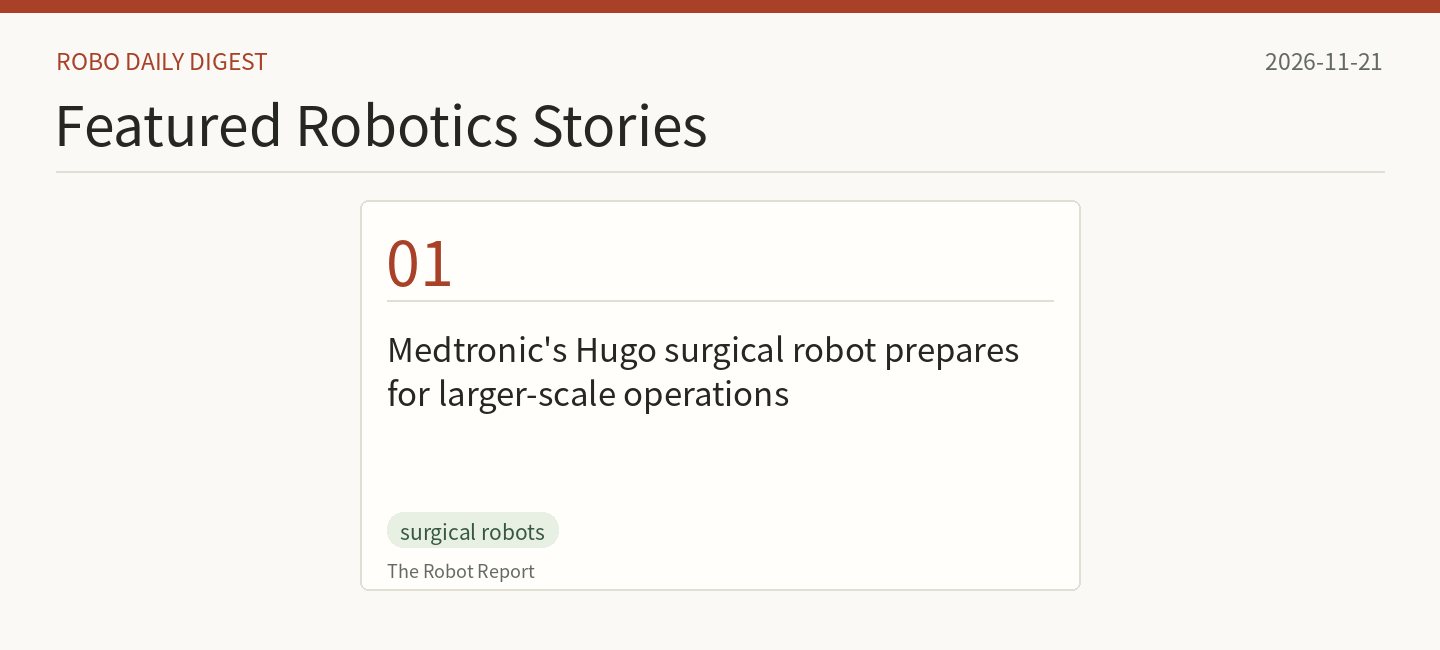 ROBO DAILY DIGEST
2026-11-21
Featured Robotics Stories
01
Medtronic's Hugo surgical robot prepares
for larger-scale operations
surgical robots
The Robot Report